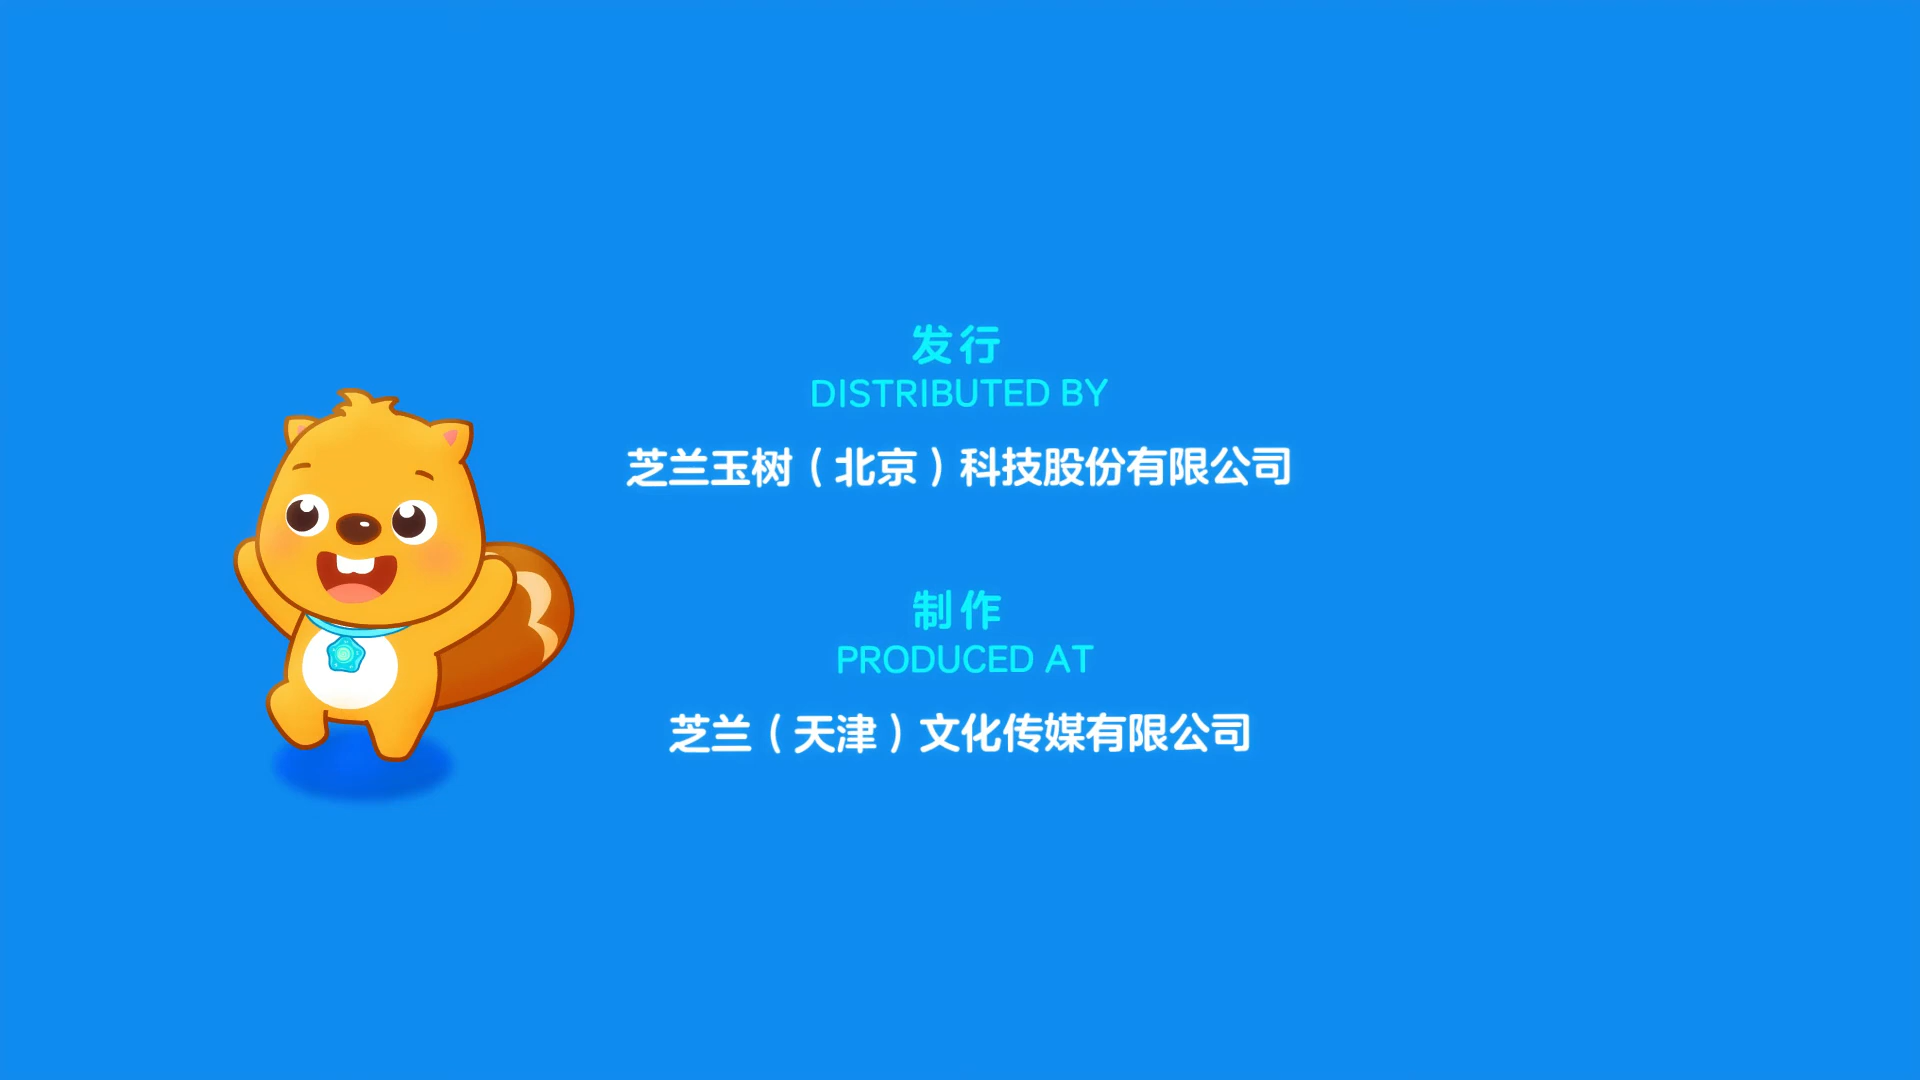 发行
DISTRIBUTED BY
芝兰玉树（北京）科技股份有限公司
制作
PRODUCED AT
芝兰（天津）文化传媒有限公司